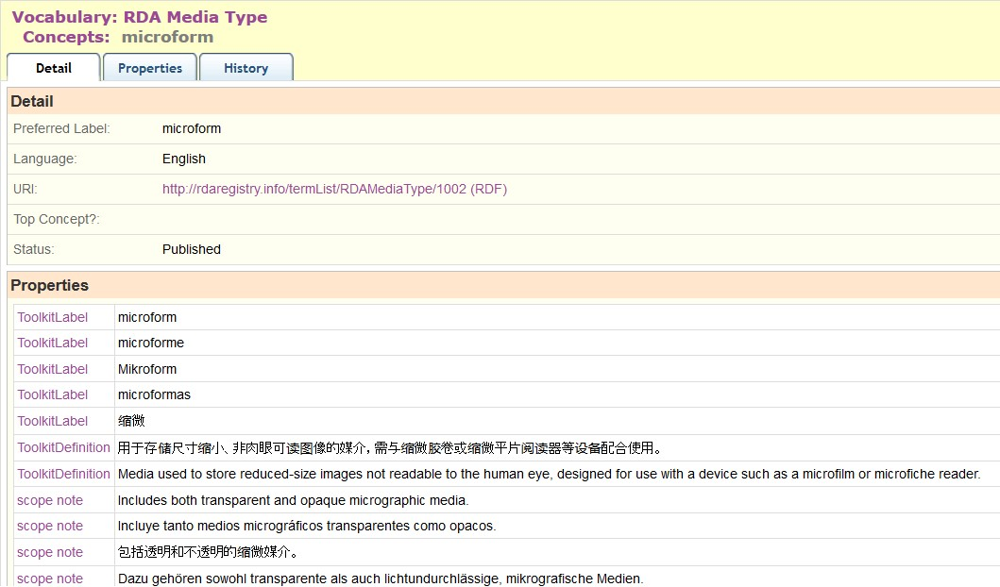 Vocabulary: RDA Media Type
Concepts: microform
Detail Properties History
Detail
Preferred Label: microform
Language: English
URI: http://rdaregistry.info/termList/RDAMediaType/1002 (RDF)
Top Concept?:
Status: Published
Properties
ToolkitLabel microform
ToolkitLabel microforme
ToolkitLabel Mikroform
ToolkitLabel microformas
ToolkitLabel 缩微
ToolkitDefinition 用于存储尺寸缩小、非肉眼可读图像的媒介，需与缩微胶卷或缩微平片阅读器等设备配合使用。
ToolkitDefinition Media used to store reduced-size images not readable to the human eye, designed for use with a device such as a microfilm or microfiche reader.
scope note Includes both transparent and opaque micrographic media.
scope note Incluye tanto medios micrográficos transparentes como opacos.
scope note 包括透明和不透明的缩微媒介。
scope note Dazu gehören sowohl transparente als auch lichtundurchlässige, mikrografische Medien.